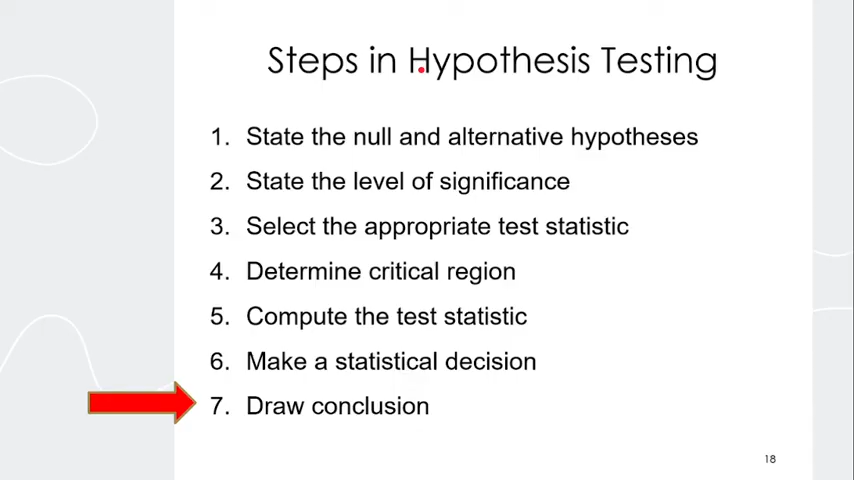 Steps in Hypothesis Testing
1. State the null and alternative hypotheses
2. State the level of significance
3. Select the appropriate test statistic
4. Determine critical region
5. Compute the test statistic
6. Make a statistical decision
7. Draw conclusion
18